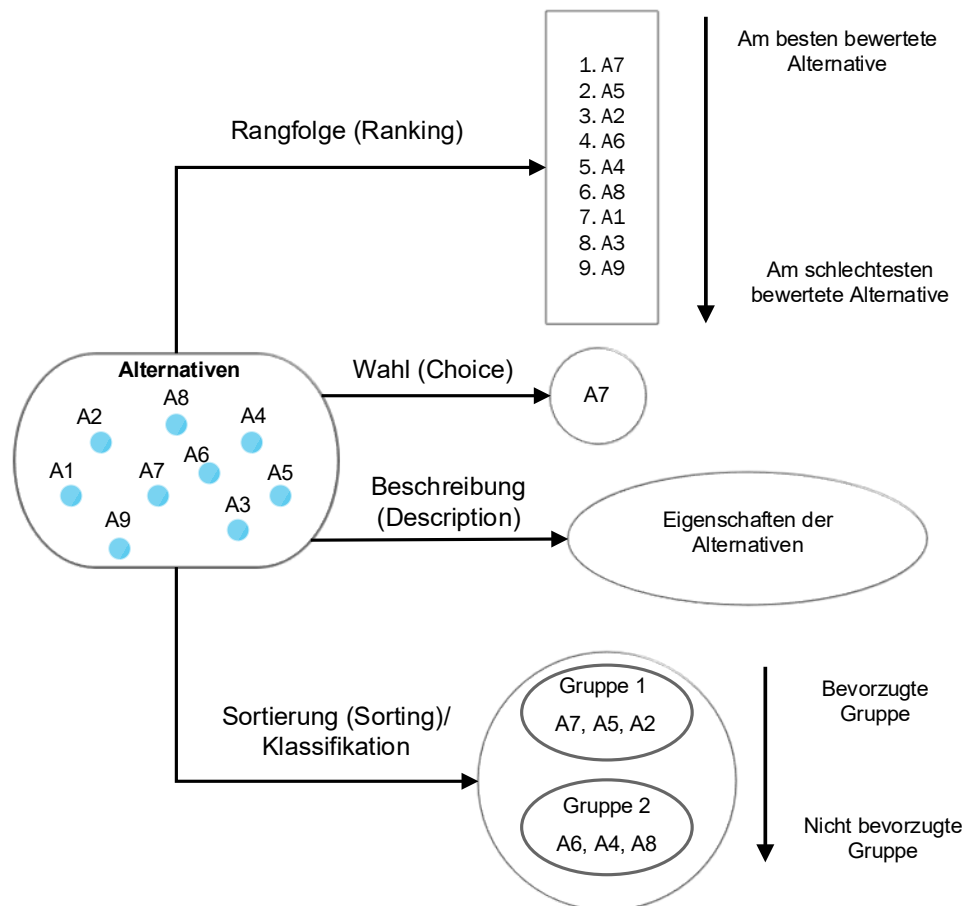 Am besten bewertete
Alternative
1. A7
2. A5
3. A2
4. A6
5. A4
6. A8
7. A1
8. A3
9. A9
Rangfolge (Ranking)
Am schlechtesten
bewertete Alternative
Alternativen
A8
A2
A4
A6
A1
A7
A5
A3
A9
Wahl (Choice)
A7
Beschreibung
(Description)
Eigenschaften der
Alternativen
Sortierung (Sorting)/
Klassifikation
Gruppe 1
A7, A5, A2
Gruppe 2
A6, A4, A8
Bevorzugte
Gruppe
Nicht bevorzugte
Gruppe